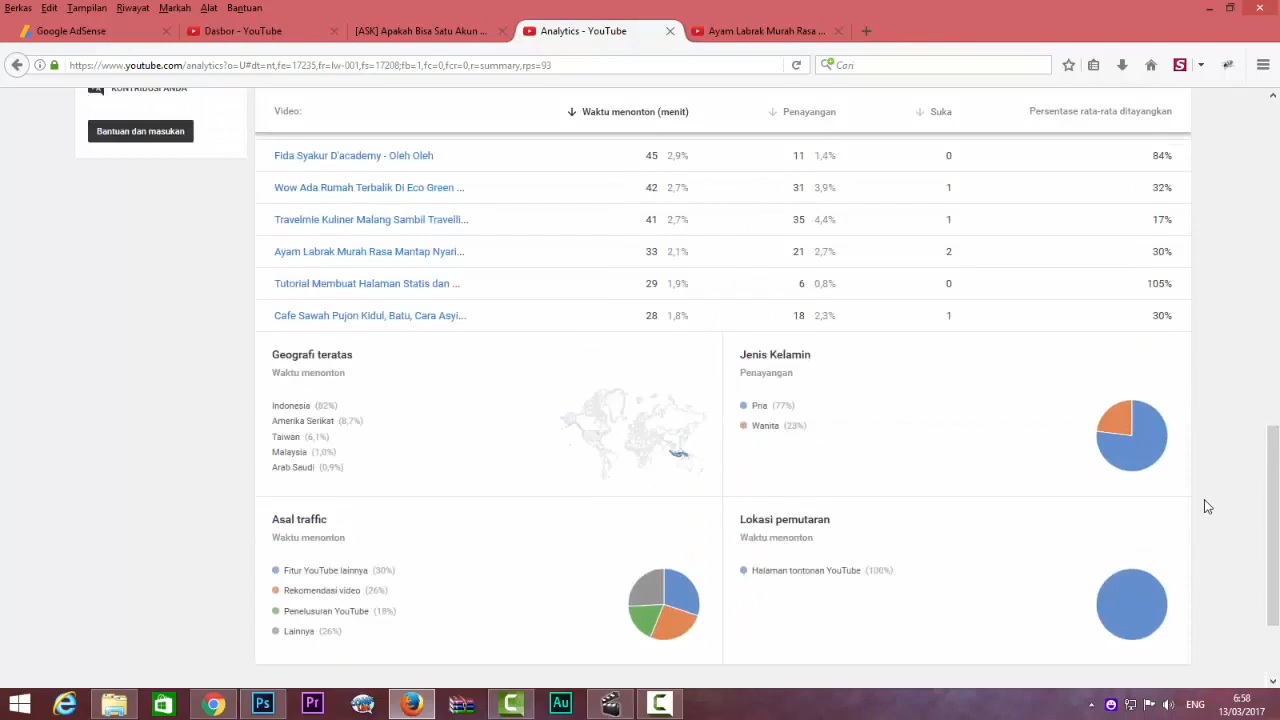 Berkas Edit Tampilan Riwayat Markah Alat Bantuan
Google AdSense
Dasbor - YouTube
[ASK] Apakah Bisa Satu Akun ...
Analytics - YouTube
Ayam Labrak Murah Rasa ...
https://www.youtube.com/analytics?o=U#dt=nt,fe=17235,fr=lw-001,fs=17208;fb=1,fc=0,fcr=0,r=summary,rps=93
Cari
KONTRIBUSI ANDA
Bantuan dan masukan
Video: Waktu menonton (menit) Penayangan Suka Persentase rata-rata ditayangkan
Fida Syakur D'academy - Oleh Oleh 45 2,9% 11 1,4% 0 84%
Wow Ada Rumah Terbalik Di Eco Green ... 42 2,7% 31 3,9% 1 32%
Travelmie Kuliner Malang Sambil Travelli... 41 2,7% 35 4,4% 1 17%
Ayam Labrak Murah Rasa Mantap Nyari... 33 2,1% 21 2,7% 2 30%
Tutorial Membuat Halaman Statis dan ... 29 1,9% 6 0,8% 0 105%
Cafe Sawah Pujon Kidul, Batu, Cara Asyi... 28 1,8% 18 2,3% 1 30%
Geografi teratas
Waktu menonton
Indonesia (82%)
Amerika Serikat (8,7%)
Taiwan (6,1%)
Malaysia (1,0%)
Arab Saudi (0,9%)
Jenis Kelamin
Penayangan
Pria (77%)
Wanita (23%)
Asal traffic
Waktu menonton
Fitur YouTube lainnya (30%)
Rekomendasi video (26%)
Penelusuran YouTube (18%)
Lainnya (26%)
Lokasi pemutaran
Waktu menonton
Halaman tontonan YouTube (100%)
Ps
Pr
Au
ENG
6:58
13/03/2017